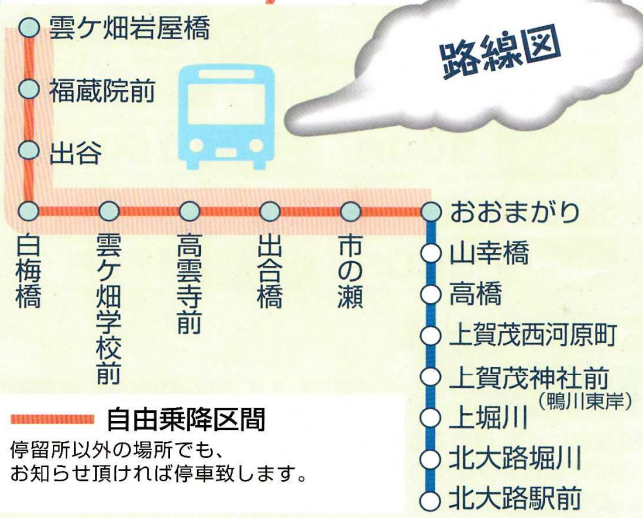 路線図
雲ケ畑岩屋橋
福蔵院前
出谷
白梅橋
雲ケ畑学校前
高雲寺前
出合橋
市の瀬
おおまがり
山幸橋
高橋
上賀茂西河原町
上賀茂神社前
(鴨川東岸)
上堀川
北大路堀川
北大路駅前
自由乗降区間
停留所以外の場所でも、
お知らせ頂ければ停車致します。